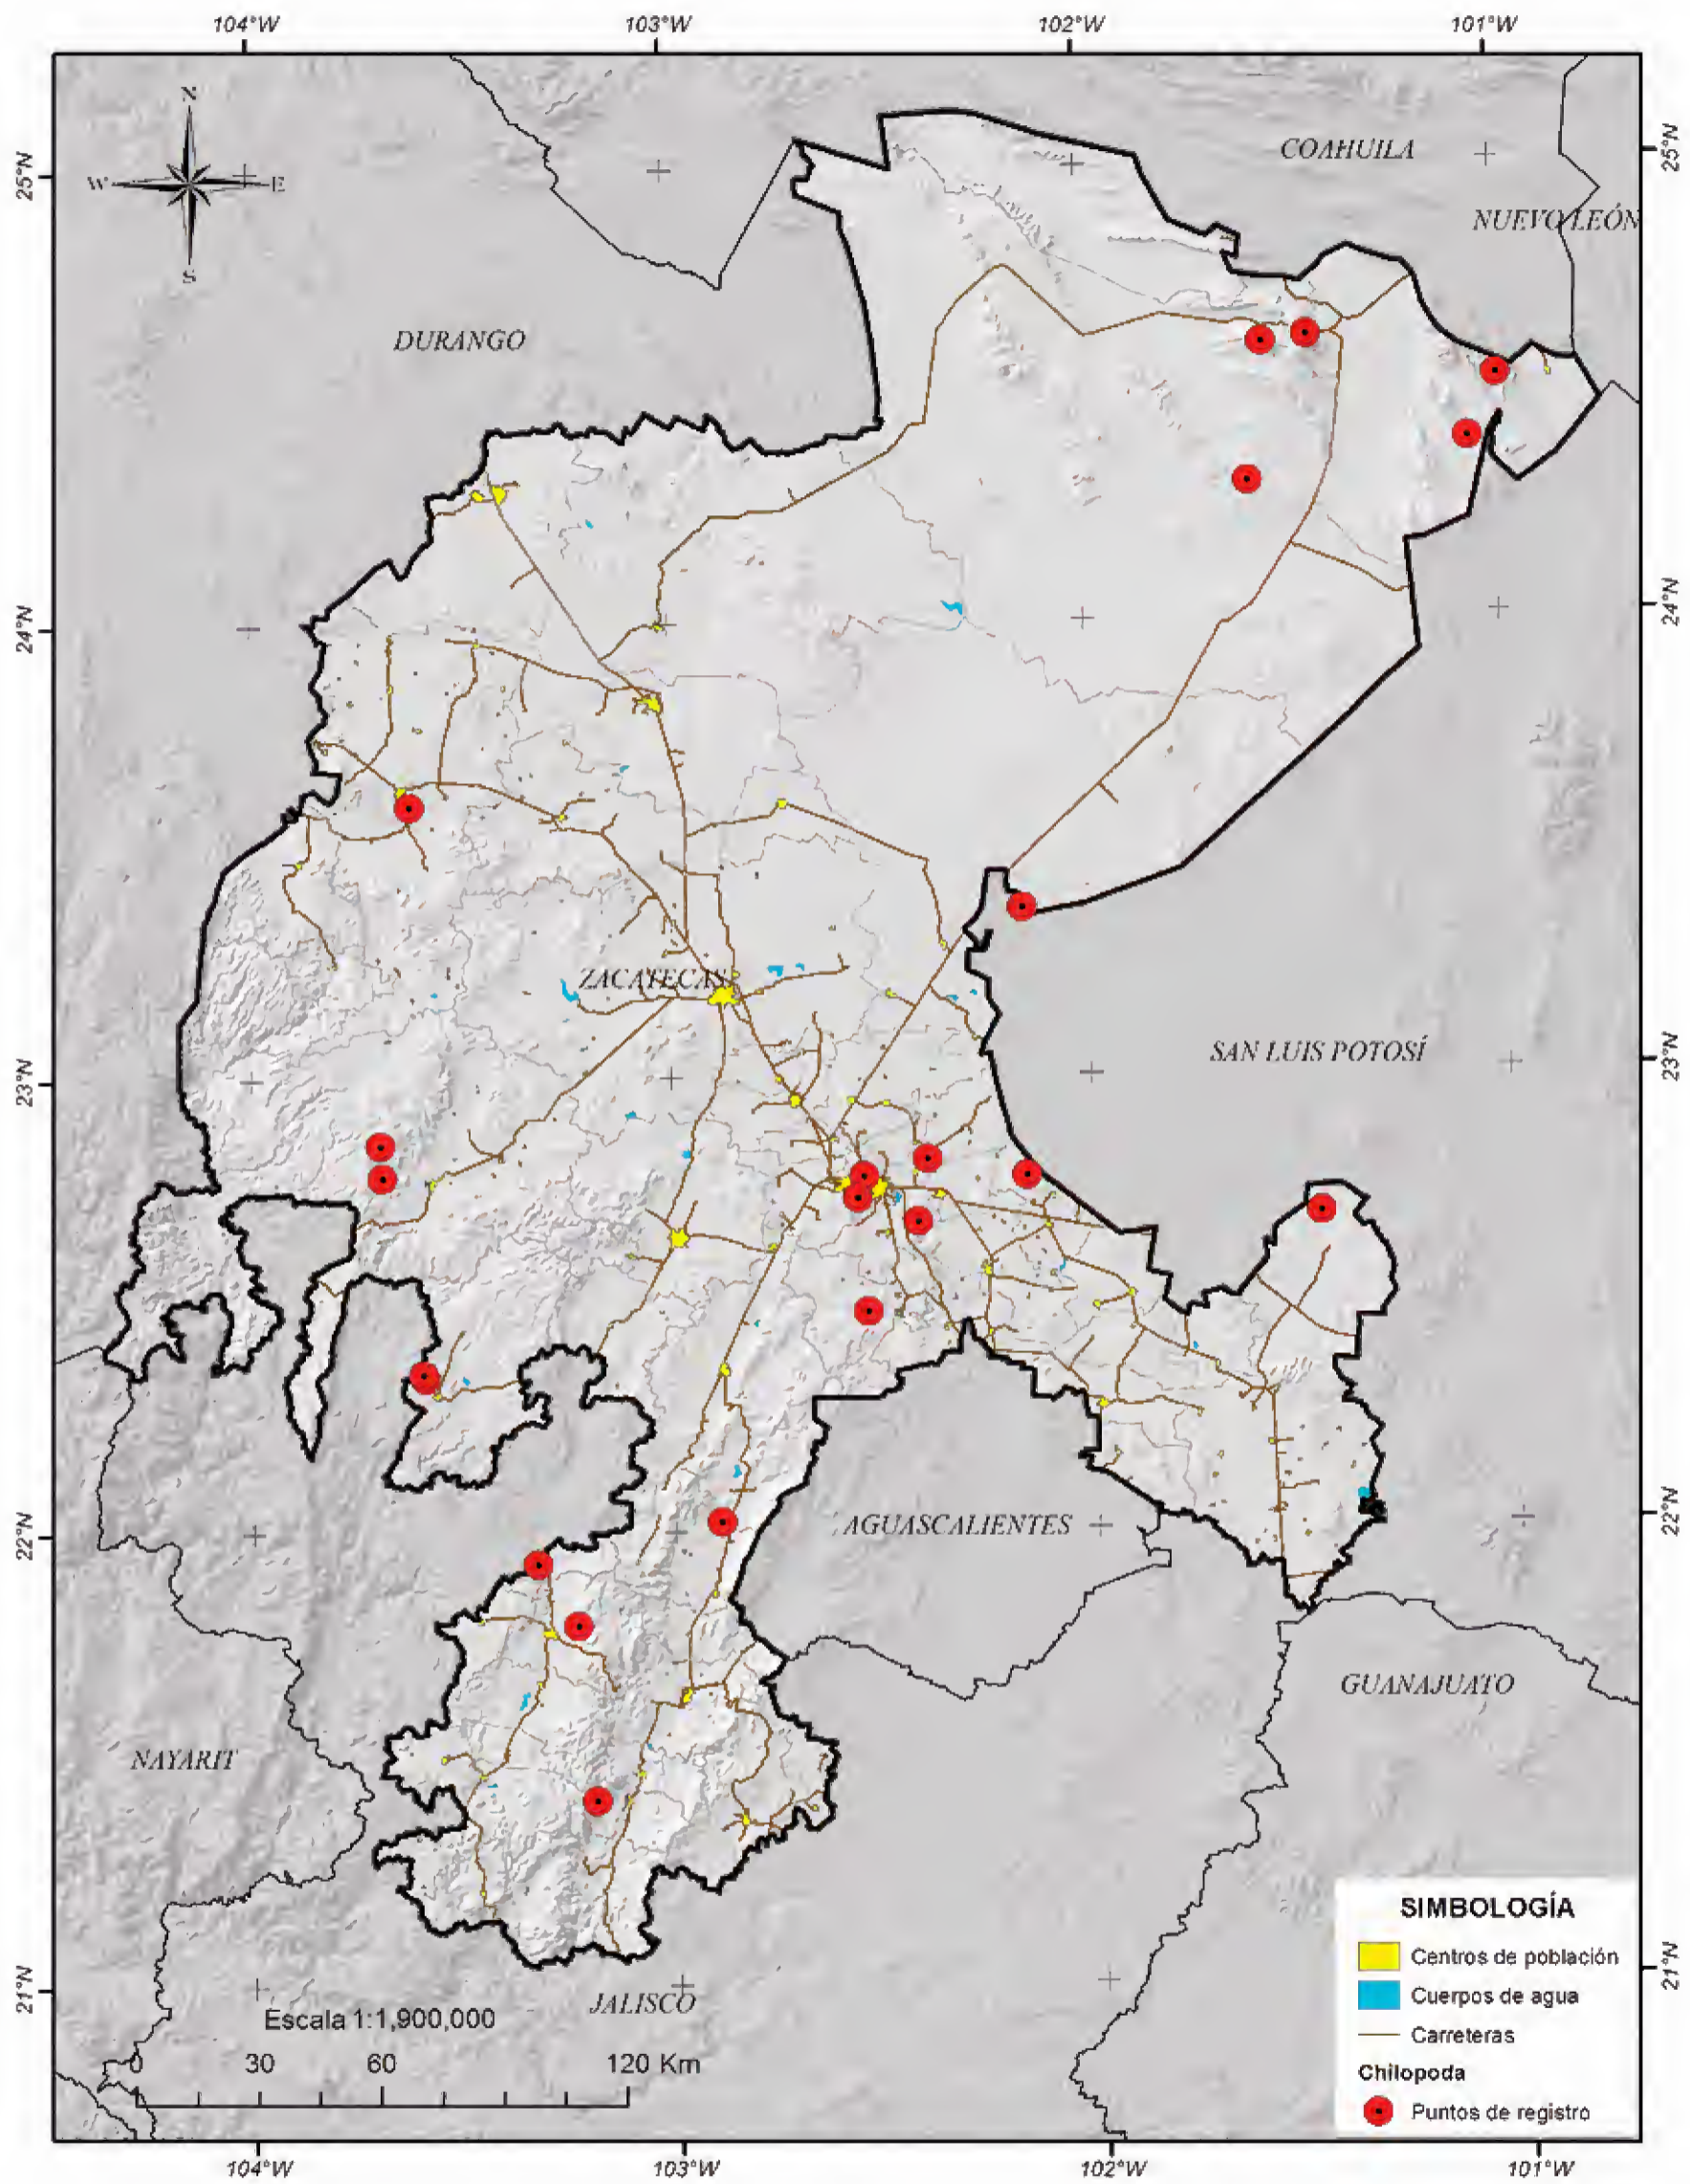 104°W 103°W 102°W 101°W
N
W E
S
25°N 25°N
COAHUILA
NUEVO LEÓN
DURANGO
24°N 24°N
ZACATECAS
SAN LUIS POTOSÍ
23°N 23°N
22°N 22°N
AGUASCALIENTES
GUANAJUATO
NAYARIT
21°N 21°N
JALISCO
Escala 1:1,900,000
0 30 60 120 Km
SIMBOLOGÍA
Centros de población
Cuerpos de agua
Carreteras
Chilopoda
Puntos de registro
104°W 103°W 102°W 101°W